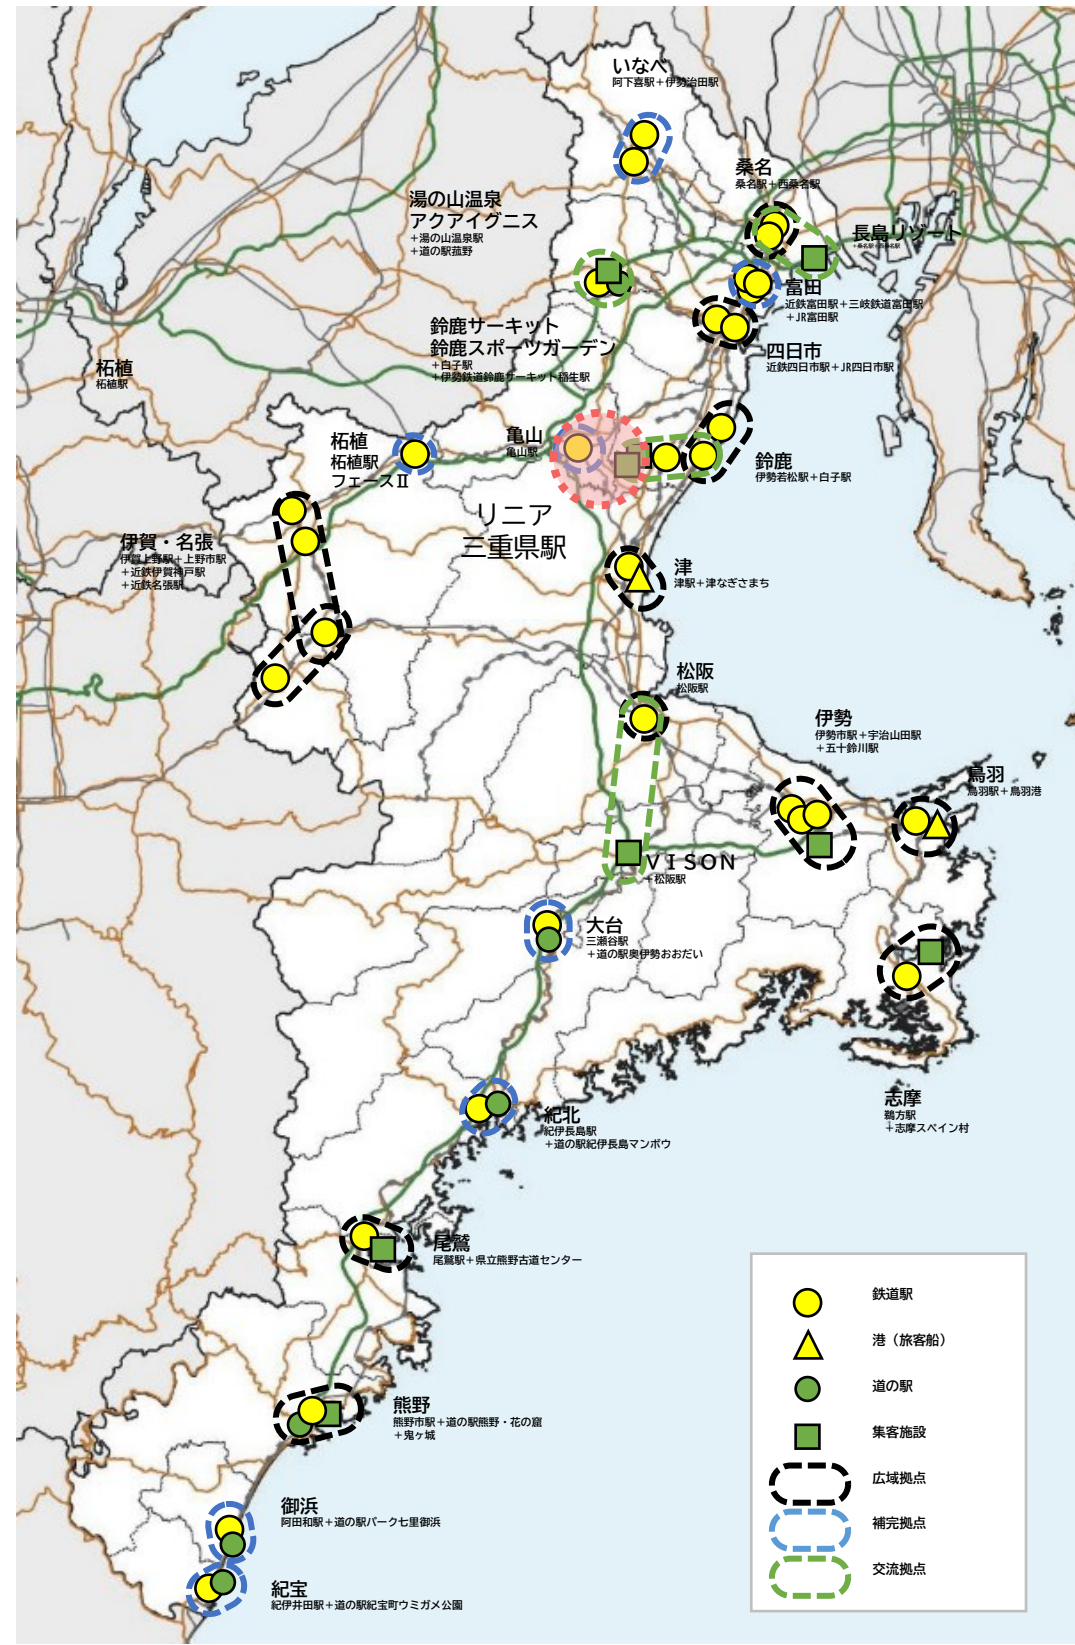 いなべ
阿下喜駅＋伊勢治田駅
桑名
桑名駅＋西桑名駅
湯の山温泉
アクアイグニス
＋湯の山温泉駅
＋道の駅菰野
長島リゾート
＋桑名駅＋西桑名駅
富田
近鉄富田駅＋三岐鉄道富田駅
＋JR富田駅
鈴鹿サーキット
鈴鹿スポーツガーデン
＋白子駅
＋伊勢鉄道鈴鹿サーキット稲生駅
四日市
近鉄四日市駅＋JR四日市駅
柘植
柘植駅
柘植
柘植駅
フェースⅡ
亀山
亀山駅
鈴鹿
伊勢若松駅＋白子駅
リニア
三重県駅
伊賀・名張
伊賀上野駅＋上野市駅
＋近鉄伊賀神戸駅
＋近鉄名張駅
津
津駅＋津なぎさまち
松阪
松阪駅
伊勢
伊勢市駅＋宇治山田駅
＋五十鈴川駅
鳥羽
鳥羽駅＋鳥羽港
ＶＩＳＯＮ
＋松阪駅
大台
三瀬谷駅
＋道の駅奥伊勢おおだい
志摩
鵜方駅
＋志摩スペイン村
紀北
紀伊長島駅
＋道の駅紀伊長島マンボウ
尾鷲
尾鷲駅＋県立熊野古道センター
熊野
熊野市駅＋道の駅熊野・花の窟
＋鬼ヶ城
御浜
阿田和駅＋道の駅パーク七里御浜
紀宝
紀伊井田駅＋道の駅紀宝町ウミガメ公園
鉄道駅
港（旅客船）
道の駅
集客施設
広域拠点
補完拠点
交流拠点